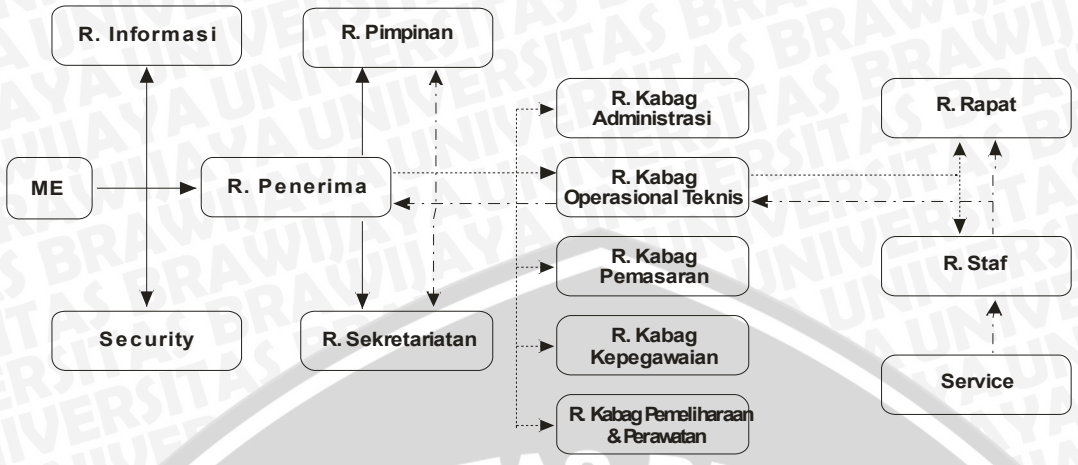 R. Informasi
R. Pimpinan
R. Kabag
Administrasi
R. Rapat
ME
R. Penerima
R. Kabag
Operasional Teknis
R. Kabag
Pemasaran
R. Staf
Security
R. Sekretariatan
R. Kabag
Kepegawaian
Service
R. Kabag Pemeliharaan
& Perawatan